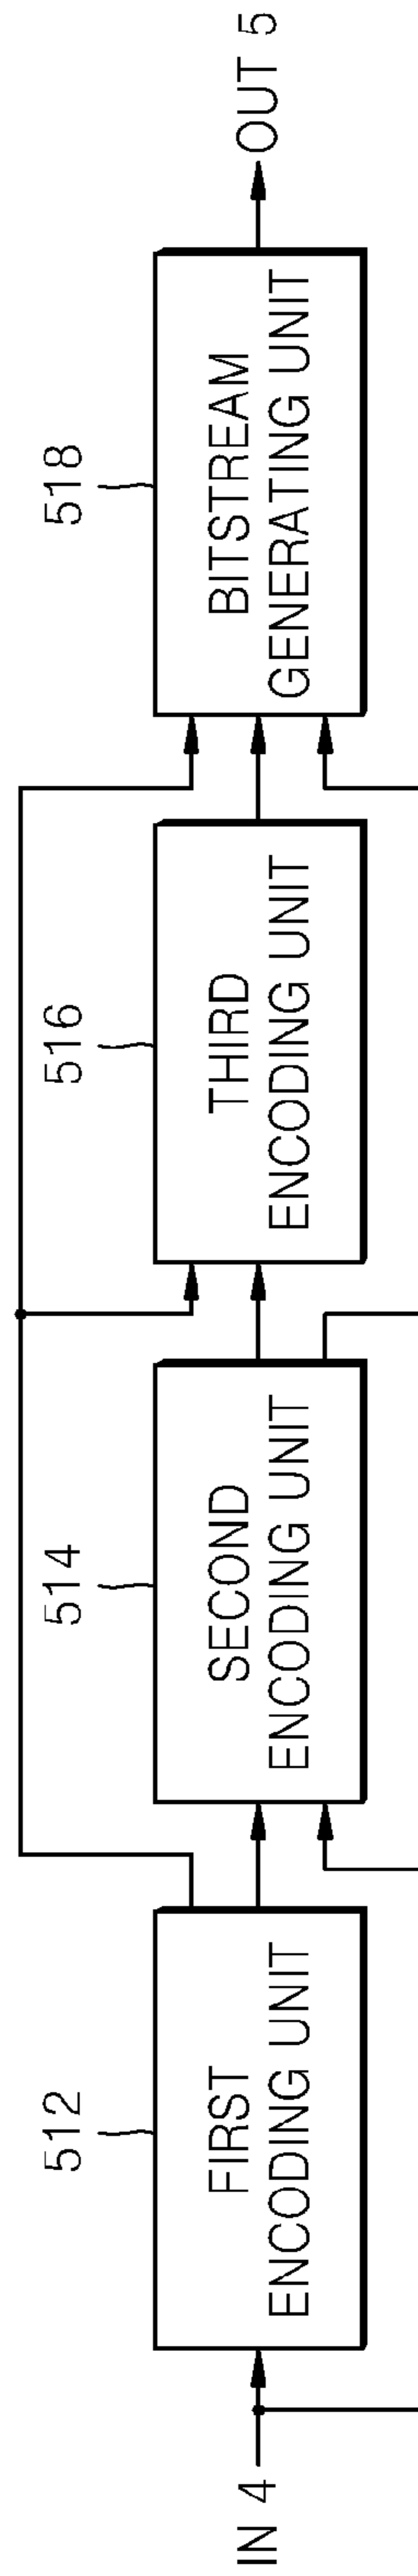 IN 4
512
FIRST
ENCODING UNIT
514
SECOND
ENCODING UNIT
516
THIRD
ENCODING UNIT
518
BITSTREAM
GENERATING UNIT
OUT 5